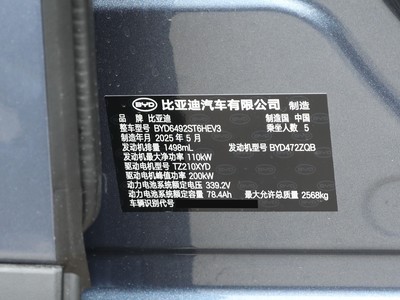 BYD 比亚迪汽车有限公司 制造
品 牌 比亚迪 制造国 中国
整车型号 BYD6492ST6HEV3 乘坐人数 5
制造年月 2025 年 5 月
发动机排量 1498mL 发动机型号 BYD472ZQB
发动机最大净功率 110kW
驱动电机型号 TZ210XYD
驱动电机峰值功率 200kW
动力电池系统额定电压 339.2V
动力电池系统额定容量 78.4Ah 最大允许总质量 2568kg
车辆识别代号